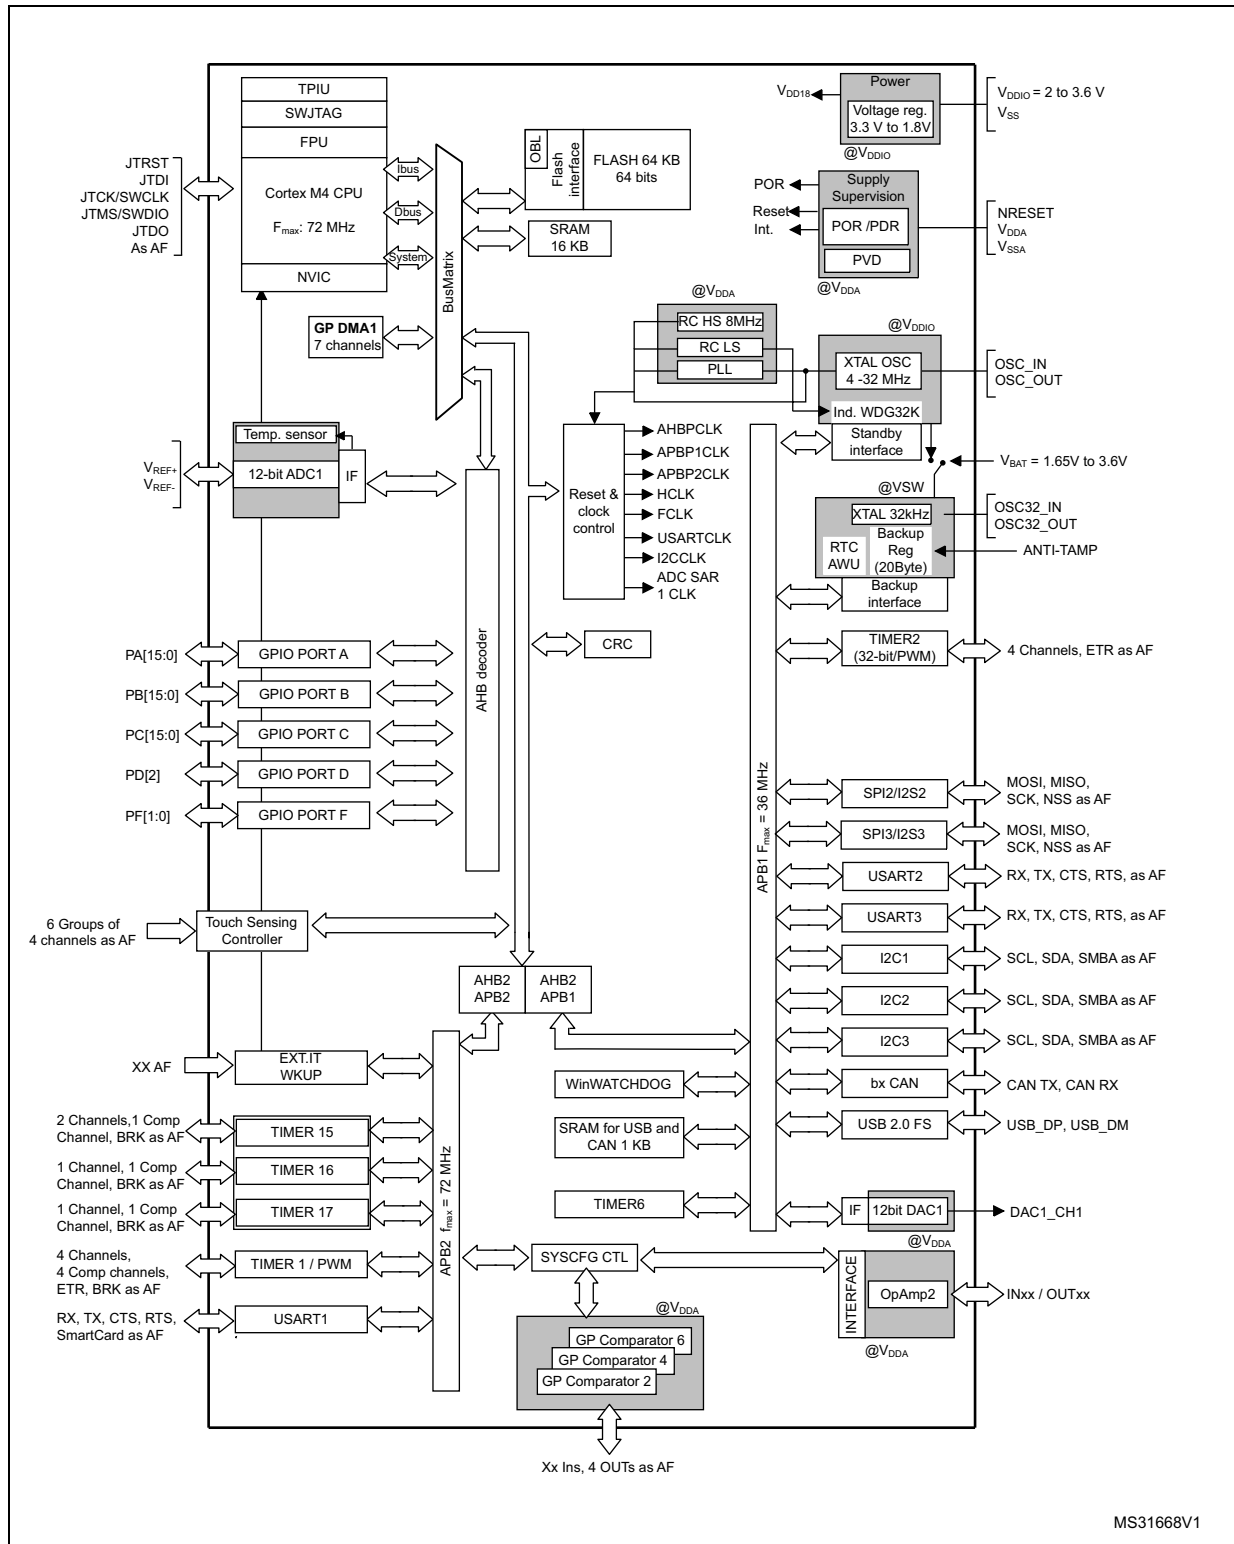 TPIU
SWJTAG
FPU
Cortex M4 CPU
Fmax: 72 MHz
NVIC
JTRST
JTDI
JTCK/SWCLK
JTMS/SWDIO
JTDO
As AF
Ibus
Dbus
System
BusMatrix
OBL
Flash
interface
FLASH 64 KB
64 bits
SRAM
16 KB
GP DMA1
7 channels
Power
VDD18
Voltage reg.
3.3 V to 1.8V
@VDDIO
VDDIO = 2 to 3.6 V
VSS
Supply
Supervision
POR
Reset
Int.
POR /PDR
PVD
@VDDA
NRESET
VDDA
VSSA
@VDDA
RC HS 8MHz
RC LS
PLL
@VDDIO
XTAL OSC
4 -32 MHz
OSC_IN
OSC_OUT
Ind. WDG32K
Standby
interface
VBAT = 1.65V to 3.6V
@VSW
XTAL 32kHz
OSC32_IN
OSC32_OUT
RTC
AWU
Backup
Reg
(20Byte)
ANTI-TAMP
Backup
interface
Temp. sensor
12-bit ADC1
IF
VREF+
VREF-
Reset &
clock
control
AHBPCLK
APBP1CLK
APBP2CLK
HCLK
FCLK
USARTCLK
I2CCLK
ADC SAR
1 CLK
AHB decoder
CRC
PA[15:0]
GPIO PORT A
PB[15:0]
GPIO PORT B
PC[15:0]
GPIO PORT C
PD[2]
GPIO PORT D
PF[1:0]
GPIO PORT F
TIMER2
(32-bit/PWM)
4 Channels, ETR as AF
APB1 Fmax = 36 MHz
SPI2/I2S2
MOSI, MISO,
SCK, NSS as AF
SPI3/I2S3
MOSI, MISO,
SCK, NSS as AF
USART2
RX, TX, CTS, RTS, as AF
USART3
RX, TX, CTS, RTS, as AF
I2C1
SCL, SDA, SMBA as AF
I2C2
SCL, SDA, SMBA as AF
I2C3
SCL, SDA, SMBA as AF
bx CAN
CAN TX, CAN RX
USB 2.0 FS
USB_DP, USB_DM
6 Groups of
4 channels as AF
Touch Sensing
Controller
AHB2
APB2
AHB2
APB1
XX AF
EXT.IT
WKUP
WinWATCHDOG
SRAM for USB and
CAN 1 KB
TIMER6
2 Channels,1 Comp
Channel, BRK as AF
TIMER 15
1 Channel, 1 Comp
Channel, BRK as AF
TIMER 16
1 Channel, 1 Comp
Channel, BRK as AF
TIMER 17
4 Channels,
4 Comp channels,
ETR, BRK as AF
TIMER 1 / PWM
RX, TX, CTS, RTS,
SmartCard as AF
USART1
APB2 fmax = 72 MHz
IF
12bit DAC1
DAC1_CH1
@VDDA
SYSCFG CTL
INTERFACE
OpAmp2
INxx / OUTxx
@VDDA
@VDDA
GP Comparator 6
GP Comparator 4
GP Comparator 2
Xx Ins, 4 OUTs as AF
MS31668V1